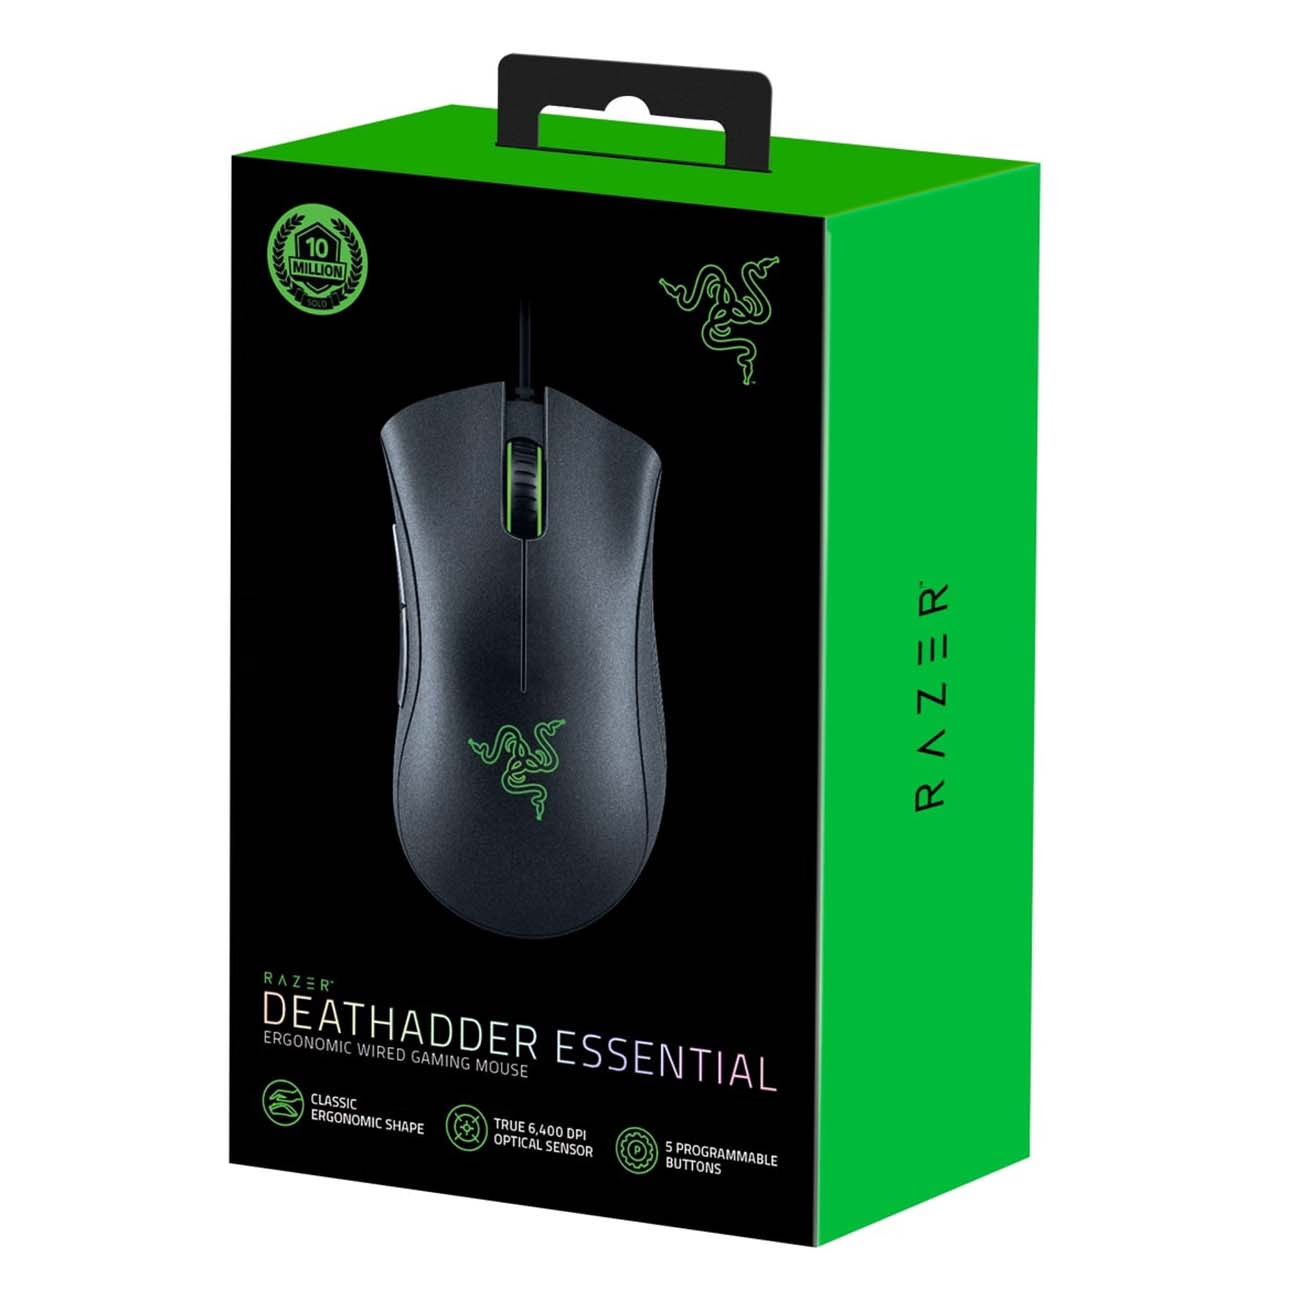 10
MILLION
SOLD
RAZER™
DEATHADDER ESSENTIAL
ERGONOMIC WIRED GAMING MOUSE
CLASSIC
ERGONOMIC SHAPE
TRUE 6,400 DPI
OPTICAL SENSOR
P
5 PROGRAMMABLE
BUTTONS
RAZER™